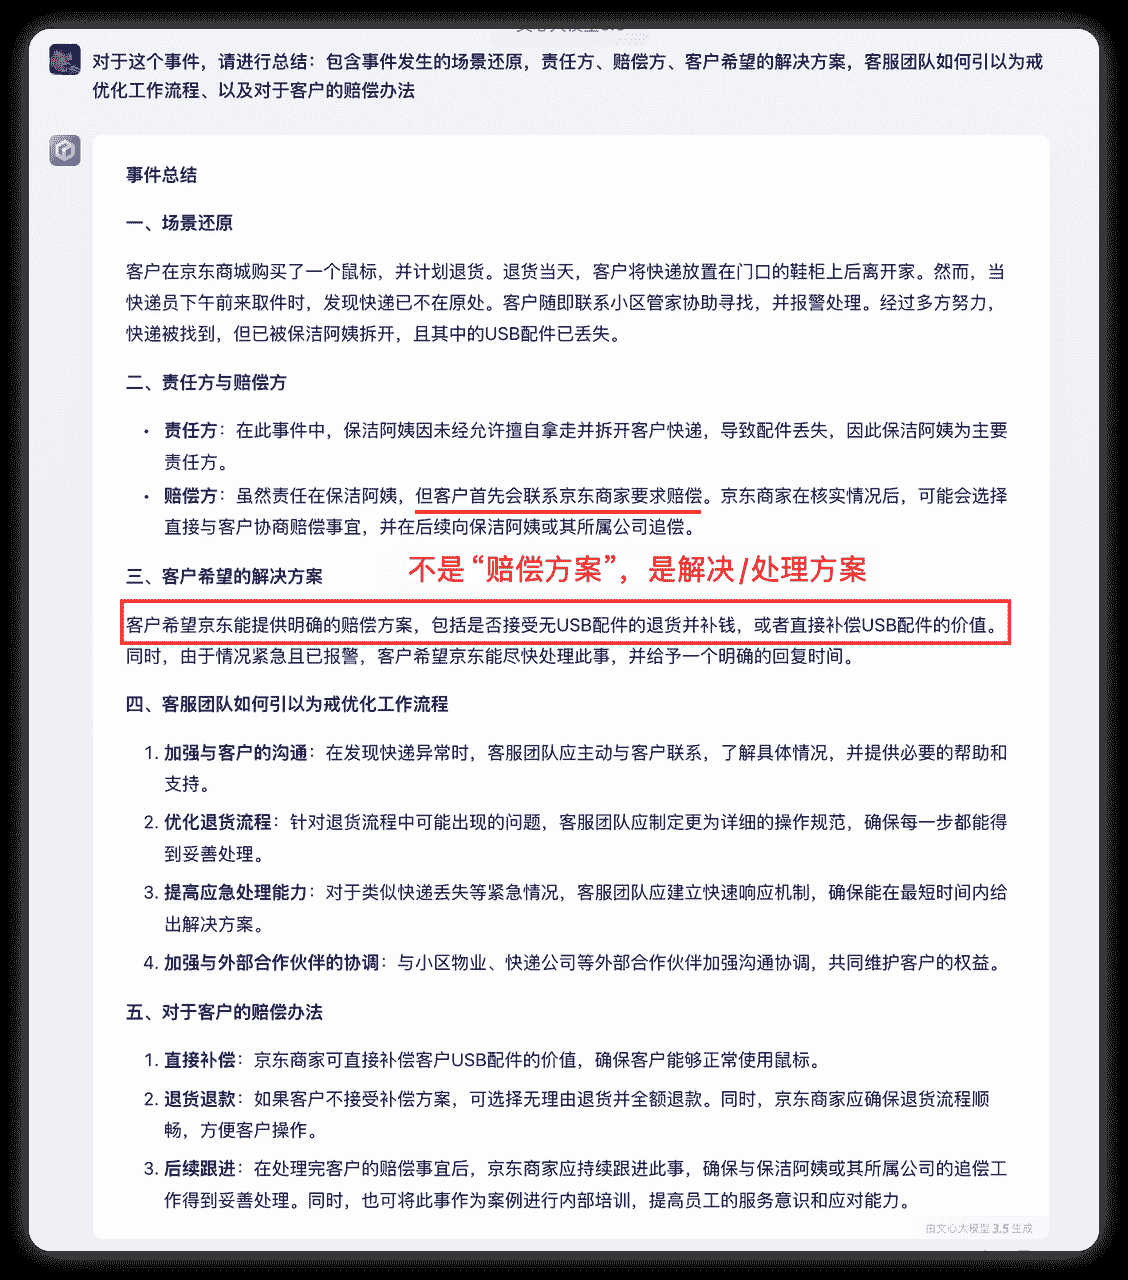 对于这个事件，请进行总结：包含事件发生的场景还原，责任方、赔偿方、客户希望的解决方案，客服团队如何引以为戒
优化工作流程、以及对于客户的赔偿办法
事件总结
一、场景还原
客户在京东商城购买了一个鼠标，并计划退货。退货当天，客户将快递放置在门口的鞋柜上后离开家。然而，当
快递员下午前来取件时，发现快递已不在原处。客户随即联系小区管家协助寻找，并报警处理。经过多方努力，
快递被找到，但已被保洁阿姨拆开，且其中的USB配件已丢失。
二、责任方与赔偿方
• 责任方：在此事件中，保洁阿姨因未经允许擅自拿走并拆开客户快递，导致配件丢失，因此保洁阿姨为主要
责任方。
• 赔偿方：虽然责任在保洁阿姨，但客户首先会联系京东商家要求赔偿。京东商家在核实情况后，可能会选择
直接与客户协商赔偿事宜，并在后续向保洁阿姨或其所属公司追偿。
三、客户希望的解决方案
不是“赔偿方案”，是解决/处理方案
客户希望京东能提供明确的赔偿方案，包括是否接受无USB配件的退货并补钱，或者直接补偿USB配件的价值。
同时，由于情况紧急且已报警，客户希望京东能尽快处理此事，并给予一个明确的回复时间。
四、客服团队如何引以为戒优化工作流程
1. 加强与客户的沟通：在发现快递异常时，客服团队应主动与客户联系，了解具体情况，并提供必要的帮助和
支持。
2. 优化退货流程：针对退货流程中可能出现的问题，客服团队应制定更为详细的操作规范，确保每一步都能得
到妥善处理。
3. 提高应急处理能力：对于类似快递丢失等紧急情况，客服团队应建立快速响应机制，确保能在最短时间内给
出解决方案。
4. 加强与外部合作伙伴的协调：与小区物业、快递公司等外部合作伙伴加强沟通协调，共同维护客户的权益。
五、对于客户的赔偿办法
1. 直接补偿：京东商家可直接补偿客户USB配件的价值，确保客户能够正常使用鼠标。
2. 退货退款：如果客户不接受补偿方案，可选择无理由退货并全额退款。同时，京东商家应确保退货流程顺
畅，方便客户操作。
3. 后续跟进：在处理完客户的赔偿事宜后，京东商家应持续跟进此事，确保与保洁阿姨或其所属公司的追偿工
作得到妥善处理。同时，也可将此事作为案例进行内部培训，提高员工的服务意识和应对能力。
由文心大模型 3.5 生成